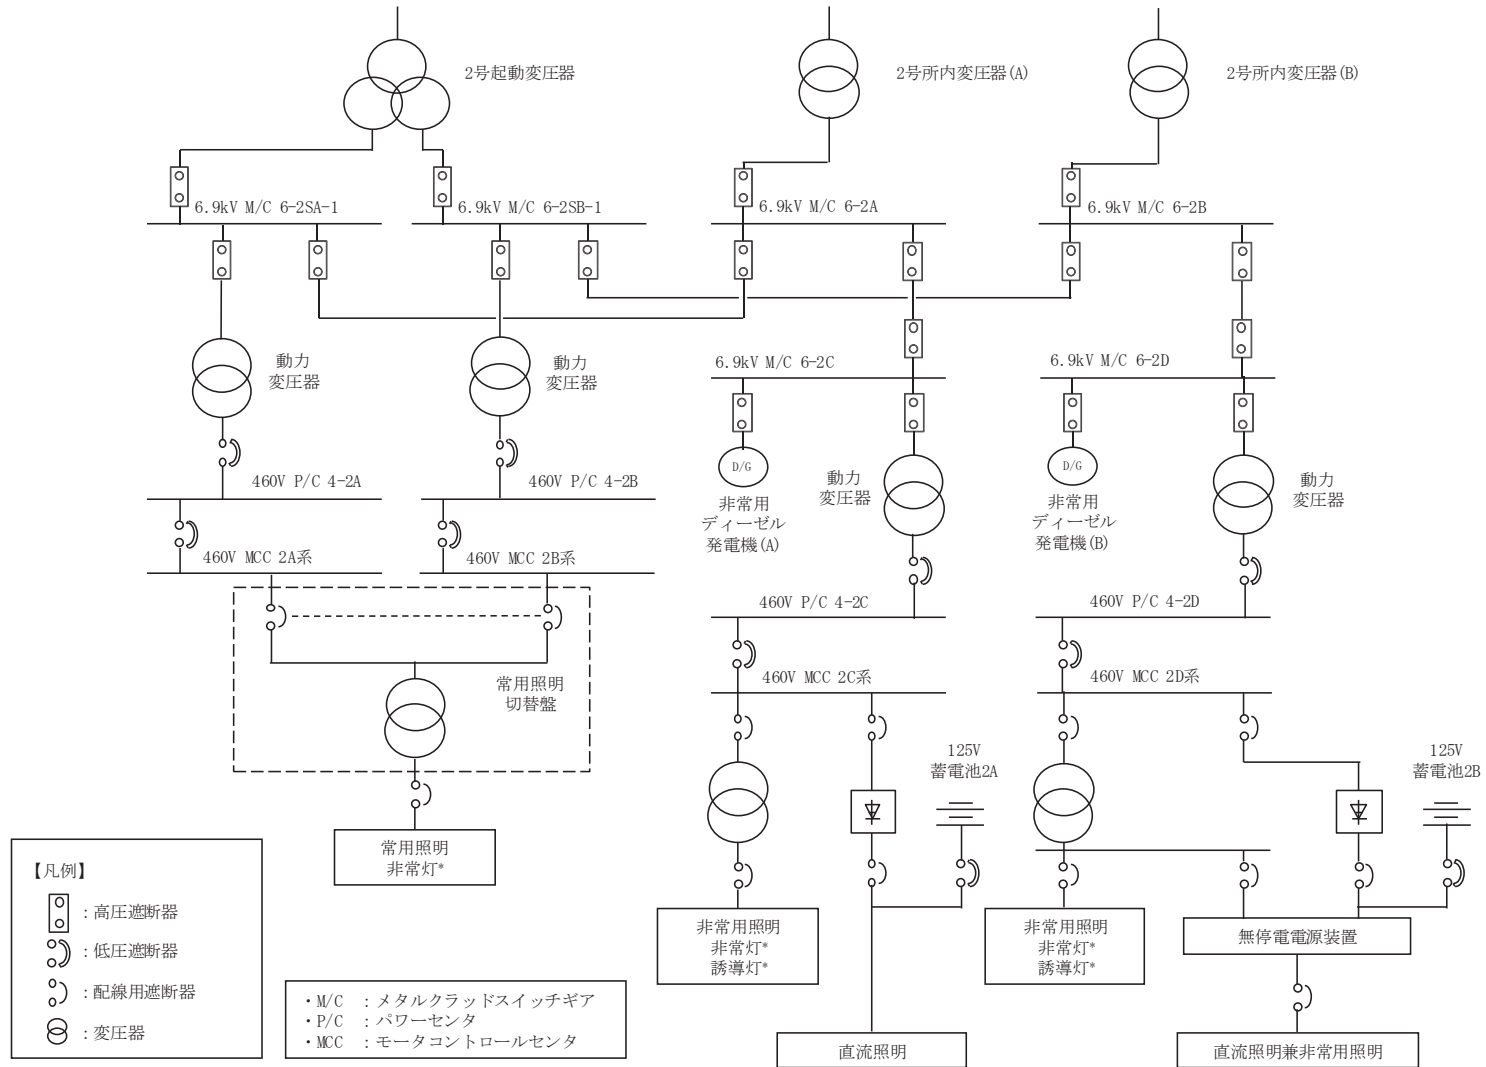 2号起動変圧器
2号所内変圧器(A)
2号所内変圧器(B)
6.9kV M/C 6-2SA-1
6.9kV M/C 6-2SB-1
6.9kV M/C 6-2A
6.9kV M/C 6-2B
動力
変圧器
動力
変圧器
6.9kV M/C 6-2C
6.9kV M/C 6-2D
D/G
非常用
ディーゼル
発電機(A)
動力
変圧器
D/G
非常用
ディーゼル
発電機(B)
動力
変圧器
460V P/C 4-2A
460V P/C 4-2B
460V MCC 2A系
460V MCC 2B系
460V P/C 4-2C
460V P/C 4-2D
460V MCC 2C系
460V MCC 2D系
常用照明
切替盤
125V
蓄電池2A
125V
蓄電池2B
常用照明
非常灯*
非常用照明
非常灯*
誘導灯*
非常用照明
非常灯*
誘導灯*
無停電電源装置
直流照明
直流照明兼非常用照明
【凡例】
：高圧遮断器
：低圧遮断器
：配線用遮断器
：変圧器
・M/C ：メタルクラッドスイッチギア
・P/C ：パワーセンタ
・MCC ：モータコントロールセンタ